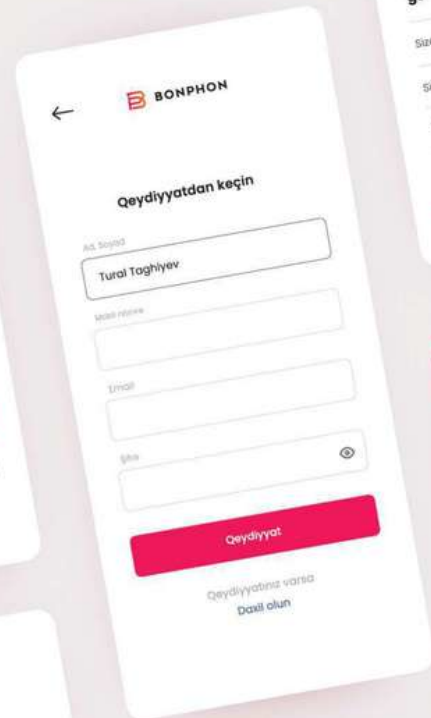 BONPHON
Qeydiyyatdan keçin
Ad, Soyad
Tural Taghiyev
Mobil nömrə
Email
Şifrə
Qeydiyyat
Qeydiyyatınız varsa
Daxil olun